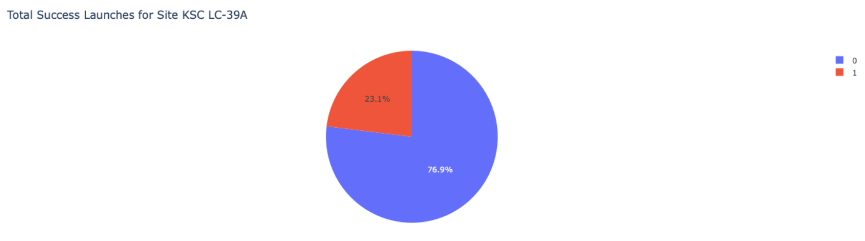 Total Success Launches for Site KSC LC-39A
0
1
23.1%
76.9%